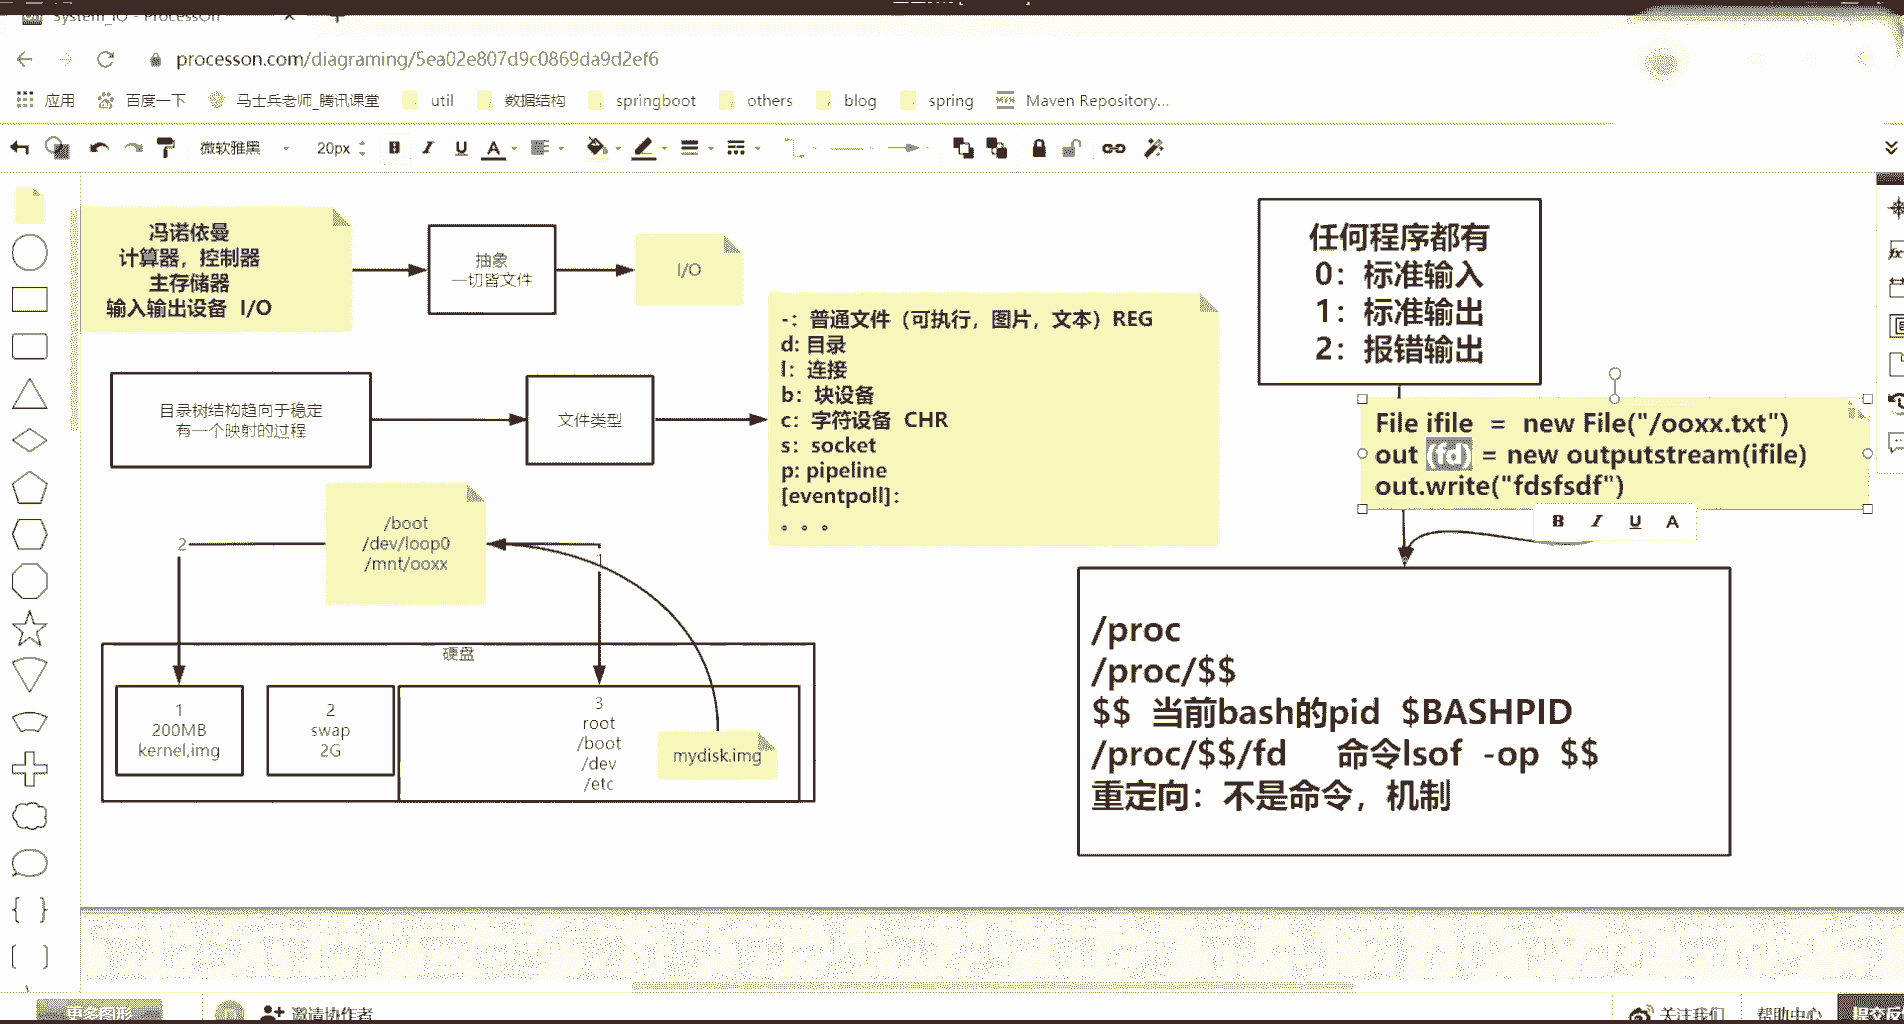 System_IO - ProcessOn
processon.com/diagraming/5ea02e807d9c0869da9d2ef6
应用 百度一下 马士兵老师_腾讯课堂 util 数据结构 springboot others blog spring Maven Repository...
微软雅黑 20px B I U A
冯诺依曼
计算器，控制器
主存储器
输入输出设备 I/O
抽象
一切皆文件
I/O
任何程序都有
0：标准输入
1：标准输出
2：报错输出
-：普通文件（可执行，图片，文本）REG
d: 目录
l：连接
b：块设备
c：字符设备 CHR
s：socket
p: pipeline
[eventpoll]：
。。。
目录树结构趋向于稳定
有一个映射的过程
文件类型
File ifile = new File("/ooxx.txt")
out (fd) = new outputstream(ifile)
out.write("fdsfsdf")
B I U A
/boot
/dev/loop0
/mnt/ooxx
2
1
硬盘
1
200MB
kernel,img
2
swap
2G
3
root
/boot
/dev
/etc
mydisk.img
/proc
/proc/$$
$$ 当前bash的pid $BASHPID
/proc/$$/fd 命令lsof -op $$
重定向：不是命令，机制
更多图形
邀请协作者
关注我们
帮助中心